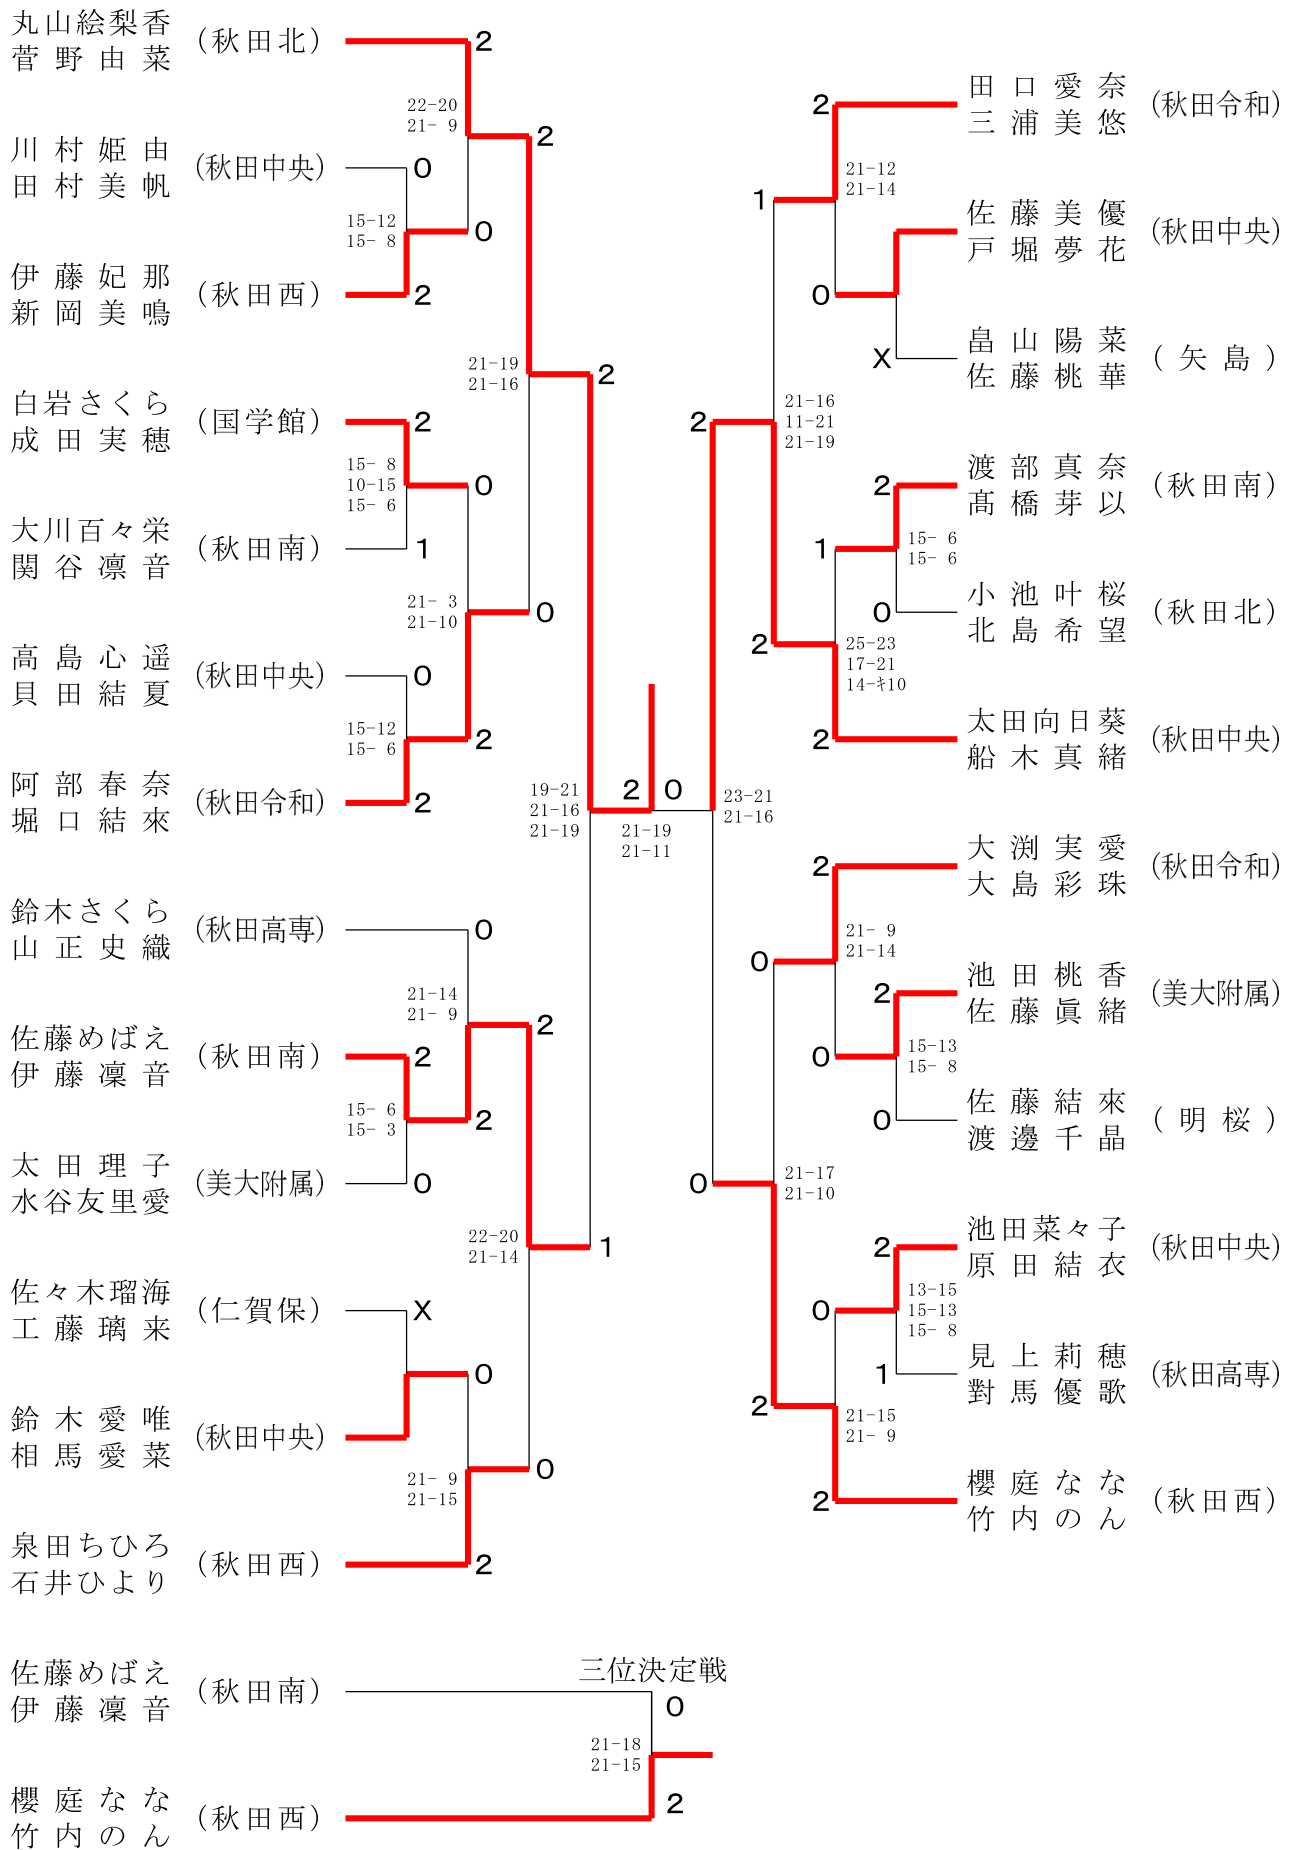 丸山絵梨香
菅野由菜
(秋田北)
2
22-20
21- 9
2
川村姫由
田村美帆
(秋田中央)
0
15-12
15- 8
0
伊藤妃那
新岡美鳴
(秋田西)
2
21-19
21-16
2
白岩さくら
成田実穂
(国学館)
2
15- 8
10-15
15- 6
0
大川百々栄
関谷凛音
(秋田南)
1
21- 3
21-10
0
高島心遥
貝田結夏
(秋田中央)
0
15-12
15- 6
2
阿部春奈
堀口結來
(秋田令和)
2
19-21
21-16
21-19
鈴木さくら
山正史織
(秋田高専)
0
21-14
21- 9
2
佐藤めばえ
伊藤凜音
(秋田南)
2
15- 6
15- 3
2
太田理子
水谷友里愛
(美大附属)
0
22-20
21-14
1
佐々木瑠海
工藤璃来
(仁賀保)
X
0
鈴木愛唯
相馬愛菜
(秋田中央)
21- 9
21-15
0
泉田ちひろ
石井ひより
(秋田西)
2
2
0
21-19
21-11
田口愛奈
三浦美悠
(秋田令和)
2
21-12
21-14
1
佐藤美優
戸堀夢花
(秋田中央)
0
畠山陽菜
佐藤桃華
(矢島)
X
21-16
11-21
21-19
2
渡部真奈
髙橋芽以
(秋田南)
2
15- 6
15- 6
1
小池叶桜
北島希望
(秋田北)
0
25-23
17-21
14-ｷ10
2
太田向日葵
船木真緒
(秋田中央)
2
23-21
21-16
大渕実愛
大島彩珠
(秋田令和)
2
21- 9
21-14
0
池田桃香
佐藤眞緒
(美大附属)
2
15-13
15- 8
0
佐藤結來
渡邊千晶
(明桜)
0
21-17
21-10
0
池田菜々子
原田結衣
(秋田中央)
2
13-15
15-13
15- 8
0
見上莉穂
對馬優歌
(秋田高専)
1
21-15
21- 9
2
櫻庭なな
竹内のん
(秋田西)
2
三位決定戦
佐藤めばえ
伊藤凜音
(秋田南)
0
21-18
21-15
櫻庭なな
竹内のん
(秋田西)
2